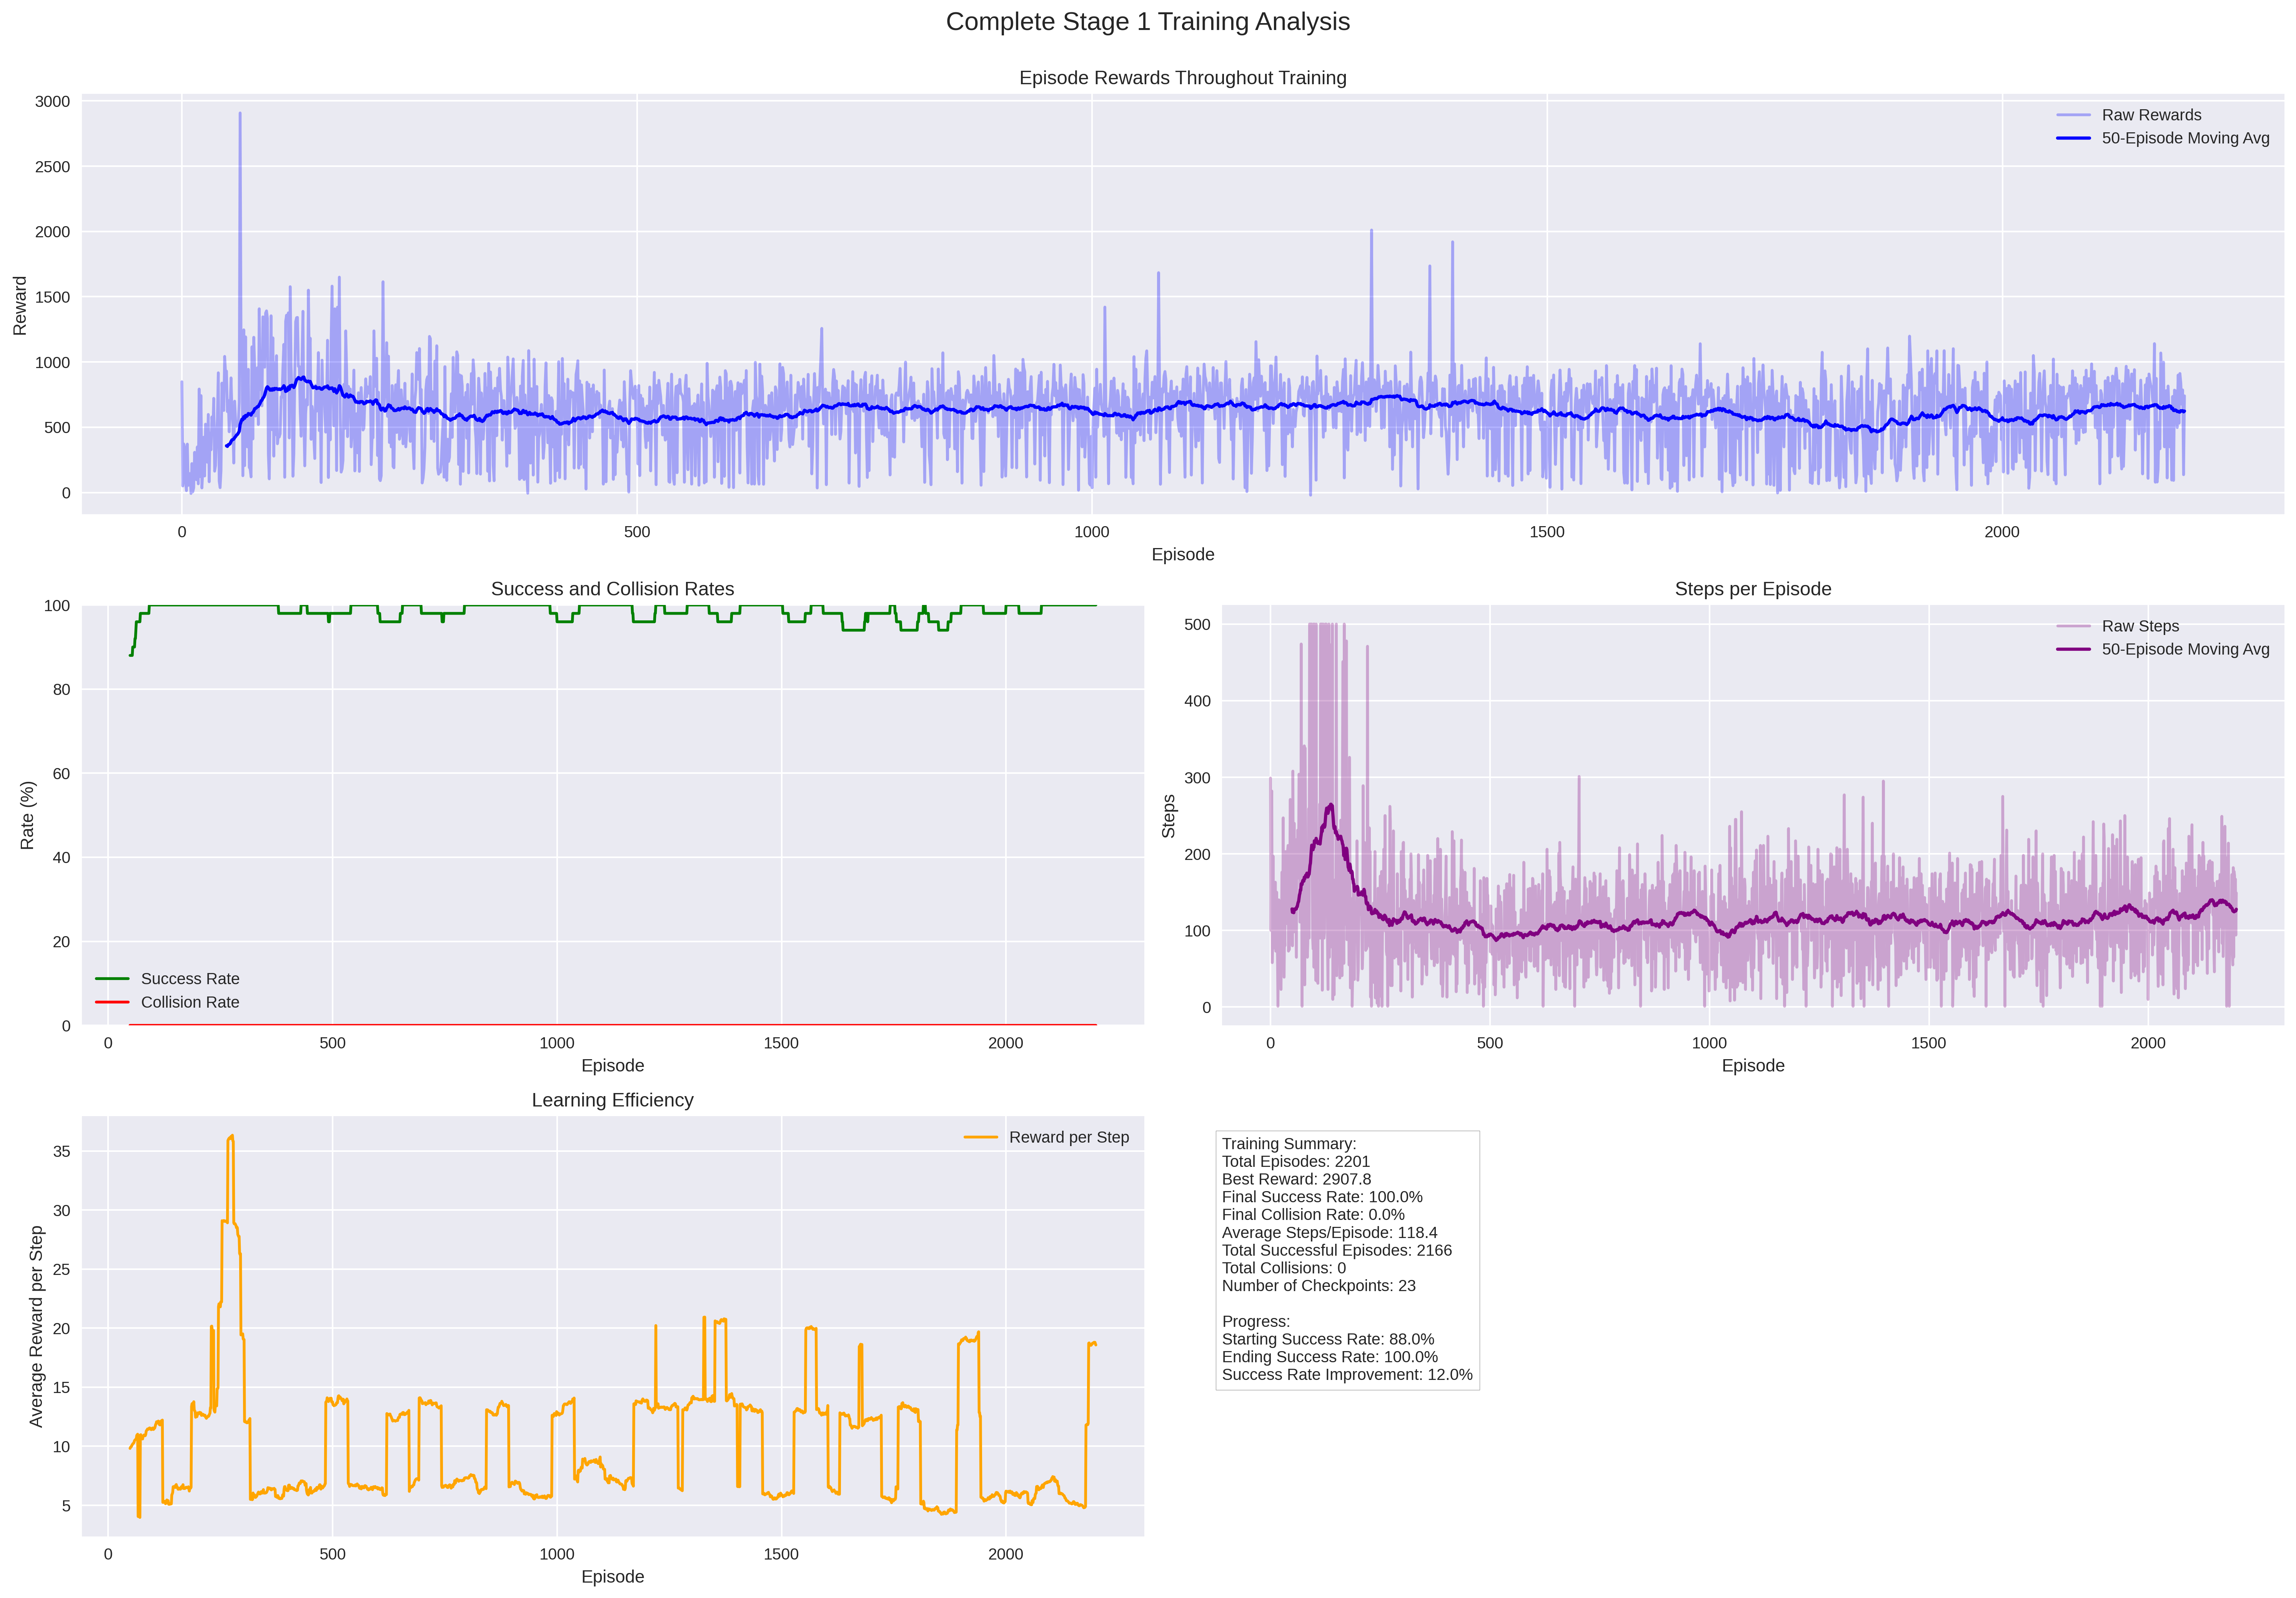 Complete Stage 1 Training Analysis
Episode Rewards Throughout Training
3000
2500
2000
1500
1000
500
0
Reward
Raw Rewards
50-Episode Moving Avg
0
500
1000
1500
2000
Episode
Success and Collision Rates
100
80
60
40
20
0
Rate (%)
Success Rate
Collision Rate
0
500
1000
1500
2000
Episode
Steps per Episode
500
400
300
200
100
0
Steps
Raw Steps
50-Episode Moving Avg
0
500
1000
1500
2000
Episode
Learning Efficiency
35
30
25
20
15
10
5
Average Reward per Step
Reward per Step
0
500
1000
1500
2000
Episode
Training Summary:
Total Episodes: 2201
Best Reward: 2907.8
Final Success Rate: 100.0%
Final Collision Rate: 0.0%
Average Steps/Episode: 118.4
Total Successful Episodes: 2166
Total Collisions: 0
Number of Checkpoints: 23
Progress:
Starting Success Rate: 88.0%
Ending Success Rate: 100.0%
Success Rate Improvement: 12.0%